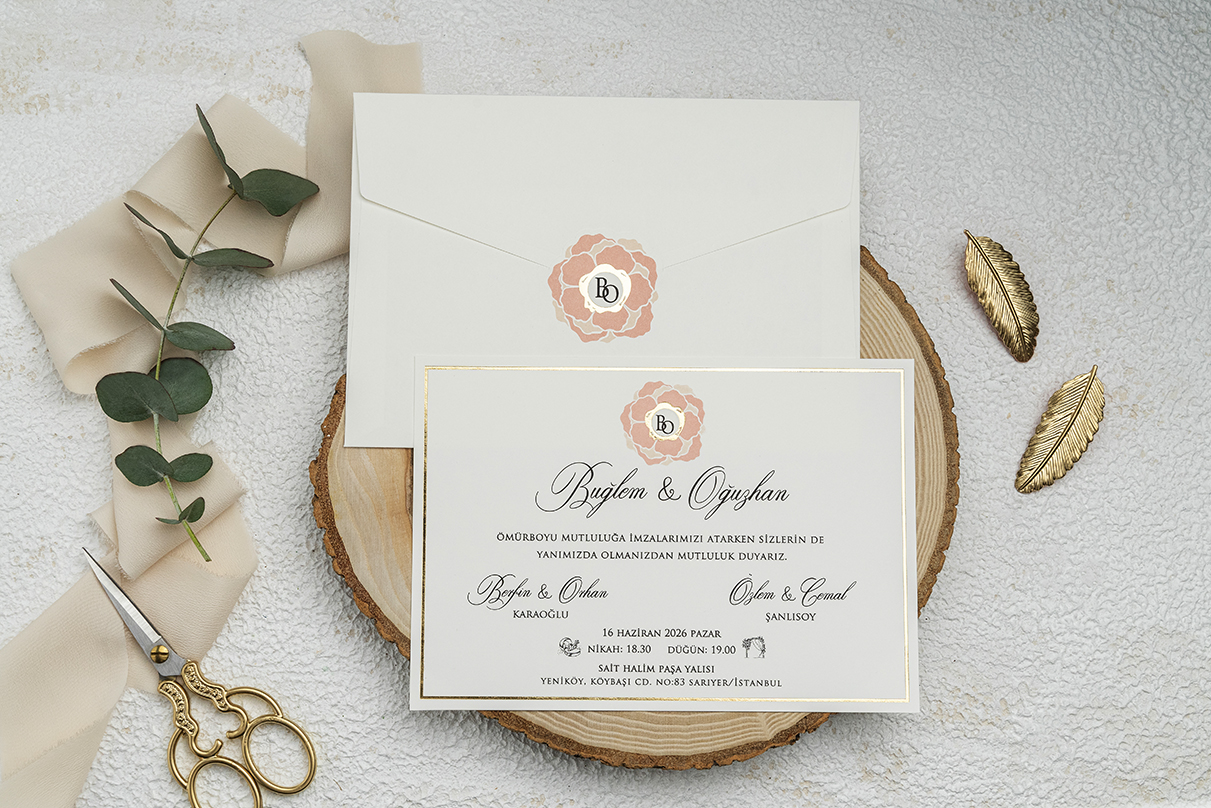 BO
BO
Buğlem & Oğuzhan
ÖMÜRBOYU MUTLULUĞA İMZALARIMIZI ATARKEN SİZLERİN DE
YANIMIZDA OLMANIZDAN MUTLULUK DUYARIZ.
Berfin & Orhan
KARAOĞLU
Özlem & Cemal
ŞANLISOY
16 HAZİRAN 2026 PAZAR
NİKAH: 18.30 DÜĞÜN: 19.00
SAİT HALİM PAŞA YALISI
YENİKÖY, KÖYBAŞI CD. NO:83 SARIYER/İSTANBUL